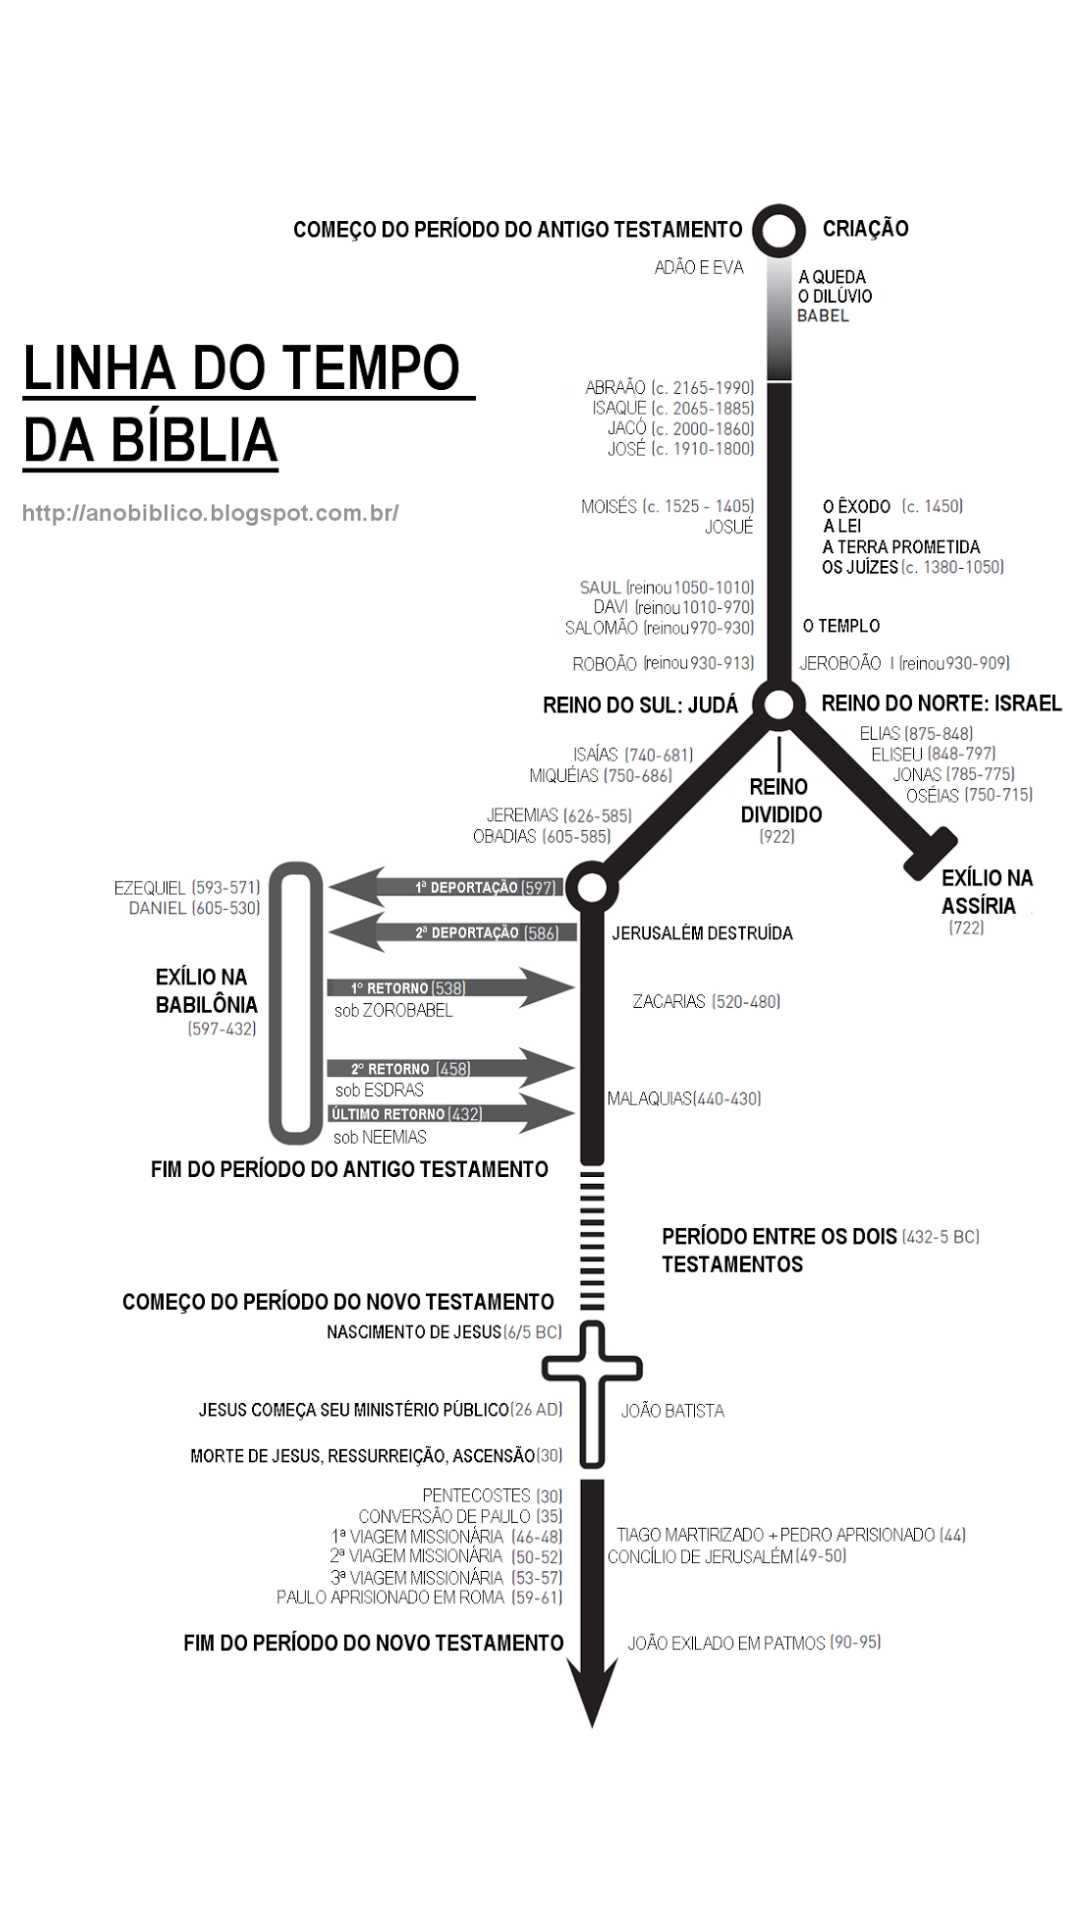 COMEÇO DO PERÍODO DO ANTIGO TESTAMENTO
CRIAÇÃO
ADÃO E EVA
A QUEDA
O DILÚVIO
BABEL
LINHA DO TEMPO
DA BÍBLIA
http://anobiblico.blogspot.com.br/
ABRAÃO (c. 2165-1990)
ISAQUE (c. 2065-1885)
JACÓ (c. 2000-1860)
JOSÉ (c. 1910-1800)
MOISÉS (c. 1525 - 1405)
JOSUÉ
O ÊXODO (c. 1450)
A LEI
A TERRA PROMETIDA
OS JUÍZES (c. 1380-1050)
SAUL (reinou 1050-1010)
DAVI (reinou 1010-970)
SALOMÃO (reinou 970-930)
O TEMPLO
ROBOÃO (reinou 930-913)
JEROBOÃO I (reinou 930-909)
REINO DO SUL: JUDÁ
REINO DO NORTE: ISRAEL
ISAÍAS (740-681)
MIQUÉIAS (750-686)
JEREMIAS (626-585)
OBADIAS (605-585)
REINO
DIVIDIDO
(922)
ELIAS (875-848)
ELISEU (848-797)
JONAS (785-775)
OSÉIAS (750-715)
EXÍLIO NA
ASSÍRIA
(722)
EZEQUIEL (593-571)
DANIEL (605-530)
1ª DEPORTAÇÃO (597)
2ª DEPORTAÇÃO (586)
JERUSALÉM DESTRUÍDA
EXÍLIO NA
BABILÔNIA
(597-432)
1º RETORNO (538)
sob ZOROBABEL
ZACARIAS (520-480)
2º RETORNO (458)
sob ESDRAS
ÚLTIMO RETORNO (432)
sob NEEMIAS
MALAQUIAS (440-430)
FIM DO PERÍODO DO ANTIGO TESTAMENTO
PERÍODO ENTRE OS DOIS (432-5 BC)
TESTAMENTOS
COMEÇO DO PERÍODO DO NOVO TESTAMENTO
NASCIMENTO DE JESUS (6/5 BC)
JESUS COMEÇA SEU MINISTÉRIO PÚBLICO (26 AD)
JOÃO BATISTA
MORTE DE JESUS, RESSURREIÇÃO, ASCENSÃO (30)
PENTECOSTES (30)
CONVERSÃO DE PAULO (35)
1ª VIAGEM MISSIONÁRIA (46-48)
2ª VIAGEM MISSIONÁRIA (50-52)
3ª VIAGEM MISSIONÁRIA (53-57)
PAULO APRISIONADO EM ROMA (59-61)
TIAGO MARTIRIZADO + PEDRO APRISIONADO (44)
CONCÍLIO DE JERUSALÉM (49-50)
FIM DO PERÍODO DO NOVO TESTAMENTO
JOÃO EXILADO EM PATMOS (90-95)